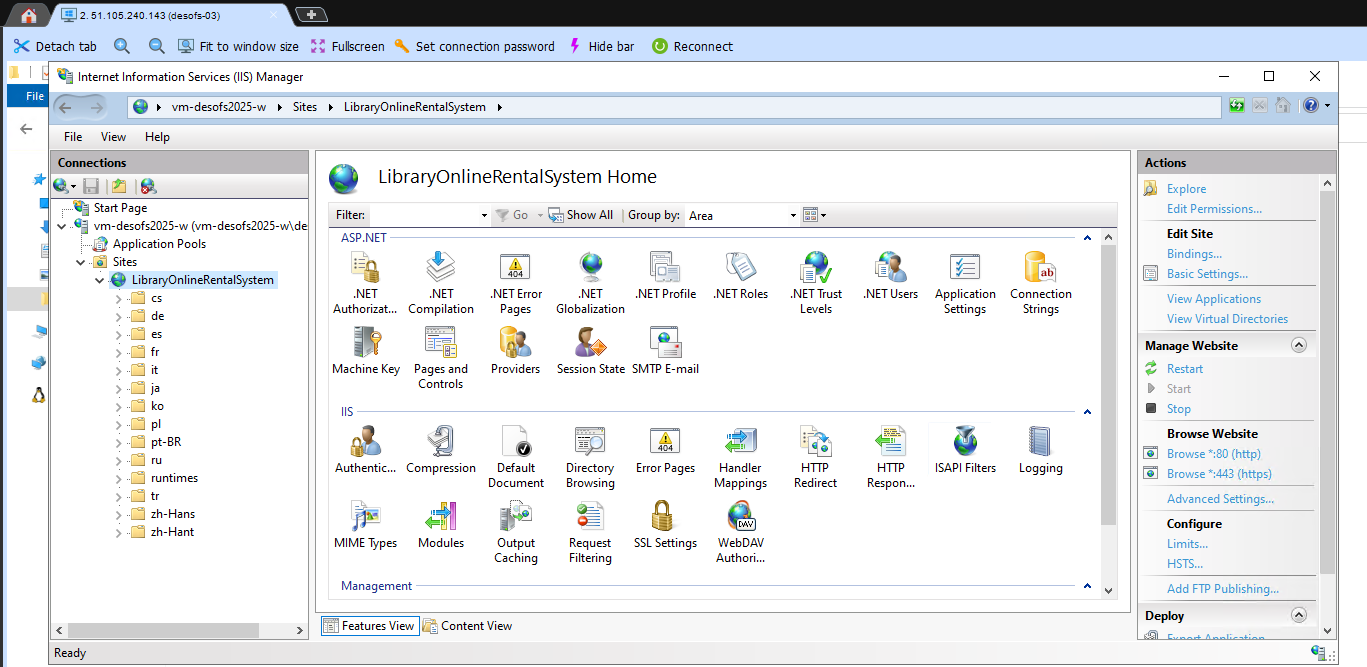 2. 51.105.240.143 (desofs-03)
Detach tab
Fit to window size
Fullscreen
Set connection password
Hide bar
Reconnect
Internet Information Services (IIS) Manager
File
vm-desofs2025-w
Sites
LibraryOnlineRentalSystem
File
View
Help
Connections
Start Page
vm-desofs2025-w (vm-desofs2025-w\de
Application Pools
Sites
LibraryOnlineRentalSystem
cs
de
es
fr
it
ja
ko
pl
pt-BR
ru
runtimes
tr
zh-Hans
zh-Hant
LibraryOnlineRentalSystem Home
Filter:
Go
Show All
Group by:
Area
ASP.NET
.NET Authorizat...
.NET Compilation
.NET Error Pages
.NET Globalization
.NET Profile
.NET Roles
.NET Trust Levels
.NET Users
Application Settings
Connection Strings
Machine Key
Pages and Controls
Providers
Session State
SMTP E-mail
IIS
Authentic...
Compression
Default Document
Directory Browsing
Error Pages
Handler Mappings
HTTP Redirect
HTTP Respon...
ISAPI Filters
Logging
MIME Types
Modules
Output Caching
Request Filtering
SSL Settings
WebDAV Authori...
Management
Features View
Content View
Actions
Explore
Edit Permissions...
Edit Site
Bindings...
Basic Settings...
View Applications
View Virtual Directories
Manage Website
Restart
Start
Stop
Browse Website
Browse *:80 (http)
Browse *:443 (https)
Advanced Settings...
Configure
Limits...
HSTS...
Add FTP Publishing...
Deploy
Export Application
Ready